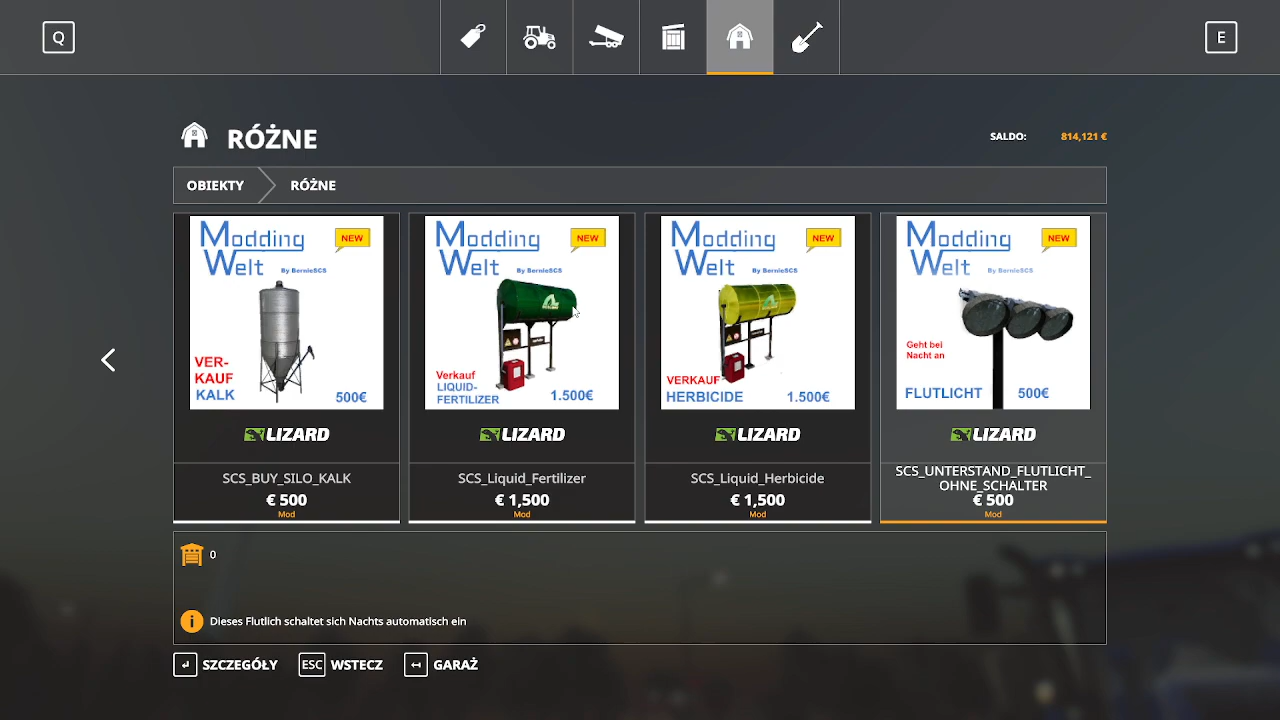 Q
E
RÓŻNE
SALDO: 814,121 €
OBIEKTY RÓŻNE
Modding
Welt
NEW
By BernieSCS
VER-
KAUF
KALK
500€
LIZARD
SCS_BUY_SILO_KALK
€ 500
Mod
Modding
Welt
NEW
By BernieSCS
Verkauf
LIQUID-
FERTILIZER
1.500€
LIZARD
SCS_Liquid_Fertilizer
€ 1,500
Mod
Modding
Welt
NEW
By BernieSCS
VERKAUF
HERBICIDE
1.500€
LIZARD
SCS_Liquid_Herbicide
€ 1,500
Mod
Modding
Welt
NEW
By BernieSCS
Geht bei
Nacht an
FLUTLICHT
500€
LIZARD
SCS_UNTERSTAND_FLUTLICHT_
OHNE_SCHALTER
€ 500
Mod
0
Dieses Flutlich schaltet sich Nachts automatisch ein
SZCZEGÓŁY ESC WSTECZ GARAŻ